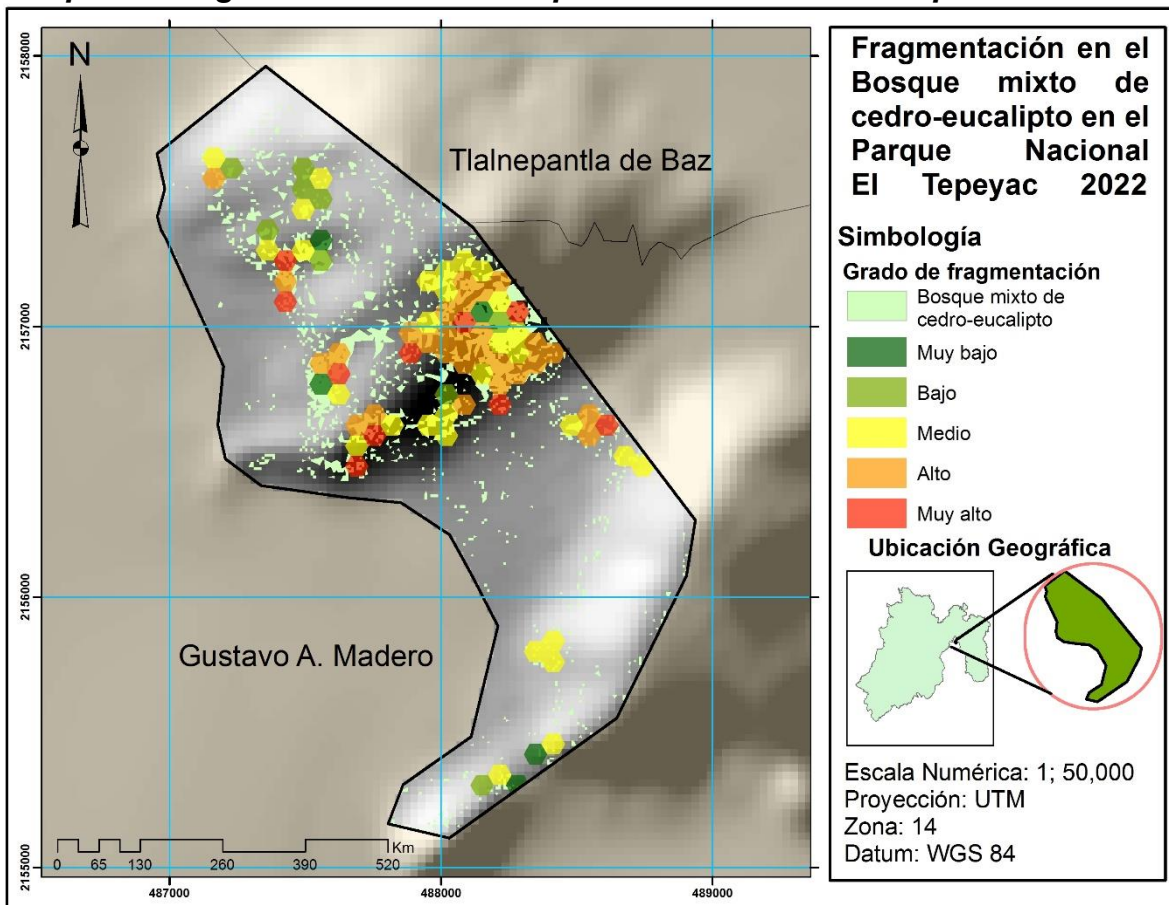 N
Tlalnepantla de Baz
Gustavo A. Madero
2158000
2157000
2156000
2155000
487000
488000
489000
Km
0 65 130 260 390 520
Fragmentación en el
Bosque mixto de
cedro-eucalipto en el
Parque Nacional
El Tepeyac 2022
Simbología
Grado de fragmentación
Bosque mixto de
cedro-eucalipto
Muy bajo
Bajo
Medio
Alto
Muy alto
Ubicación Geográfica
Escala Numérica: 1; 50,000
Proyección: UTM
Zona: 14
Datum: WGS 84